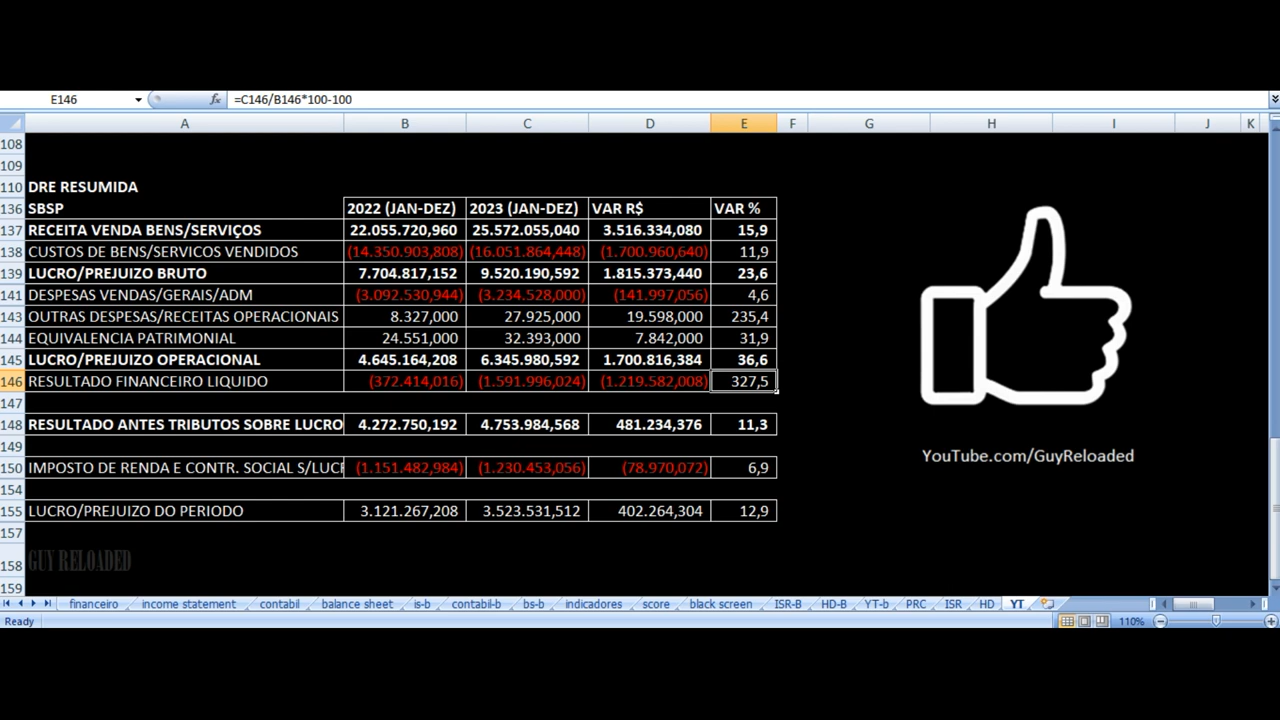 E146 fx =C146/B146*100-100
A B C D E F G H I J K
108
109
110 DRE RESUMIDA
136 SBSP 2022 (JAN-DEZ) 2023 (JAN-DEZ) VAR R$ VAR %
137 RECEITA VENDA BENS/SERVIÇOS 22.055.720,960 25.572.055,040 3.516.334,080 15,9
138 CUSTOS DE BENS/SERVICOS VENDIDOS (14.350.903,808) (16.051.864,448) (1.700.960,640) 11,9
139 LUCRO/PREJUIZO BRUTO 7.704.817,152 9.520.190,592 1.815.373,440 23,6
141 DESPESAS VENDAS/GERAIS/ADM (3.092.530,944) (3.234.528,000) (141.997,056) 4,6
143 OUTRAS DESPESAS/RECEITAS OPERACIONAIS 8.327,000 27.925,000 19.598,000 235,4
144 EQUIVALENCIA PATRIMONIAL 24.551,000 32.393,000 7.842,000 31,9
145 LUCRO/PREJUIZO OPERACIONAL 4.645.164,208 6.345.980,592 1.700.816,384 36,6
146 RESULTADO FINANCEIRO LIQUIDO (372.414,016) (1.591.996,024) (1.219.582,008) 327,5
147
148 RESULTADO ANTES TRIBUTOS SOBRE LUCRO 4.272.750,192 4.753.984,568 481.234,376 11,3
149
YouTube.com/GuyReloaded
150 IMPOSTO DE RENDA E CONTR. SOCIAL S/LUCR (1.151.482,984) (1.230.453,056) (78.970,072) 6,9
154
155 LUCRO/PREJUIZO DO PERIODO 3.121.267,208 3.523.531,512 402.264,304 12,9
157
158 GUY RELOADED
159
financeiro income statement contabil balance sheet is-b contabil-b bs-b indicadores score black screen ISR-B HD-B YT-b PRC ISR HD YT
Ready 110%